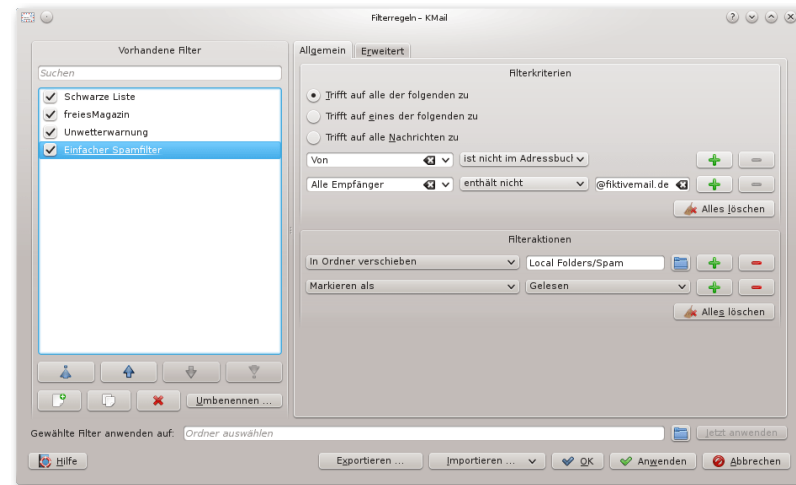 Filterregeln – KMail
Vorhandene Filter
Suchen
Schwarze Liste
freiesMagazin
Unwetterwarnung
Einfacher Spamfilter
Umbenennen ...
Allgemein Erweitert
Filterkriterien
Trifft auf alle der folgenden zu
Trifft auf eines der folgenden zu
Trifft auf alle Nachrichten zu
Von ist nicht im Adressbuch
Alle Empfänger enthält nicht @fiktivemail.de
Alles löschen
Filteraktionen
In Ordner verschieben Local Folders/Spam
Markieren als Gelesen
Alles löschen
Gewählte Filter anwenden auf: Ordner auswählen Jetzt anwenden
Hilfe Exportieren ... Importieren ... OK Anwenden Abbrechen